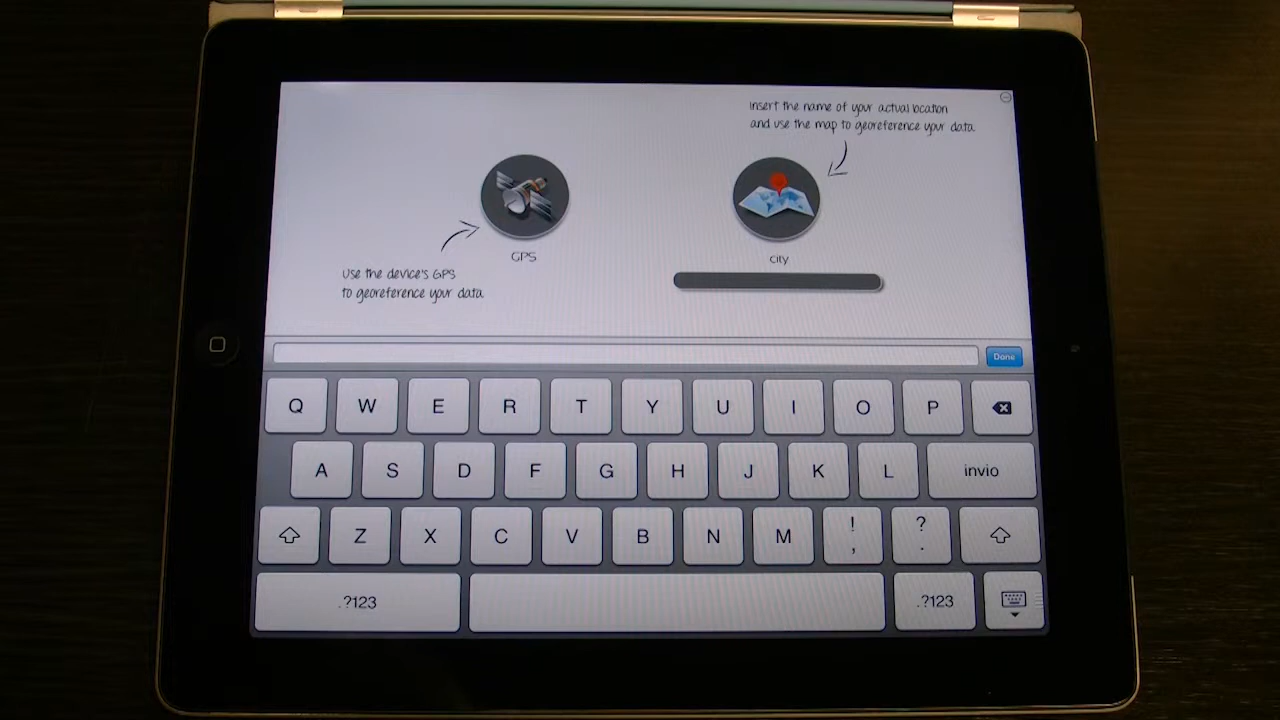 Insert the name of your actual location
and use the map to georeference your data.
GPS
city
Use the device's GPS
to georeference your data.
Done
Q W E R T Y U I O P
A S D F G H J K L invio
Z X C V B N M ! , ? .
.?123 .?123